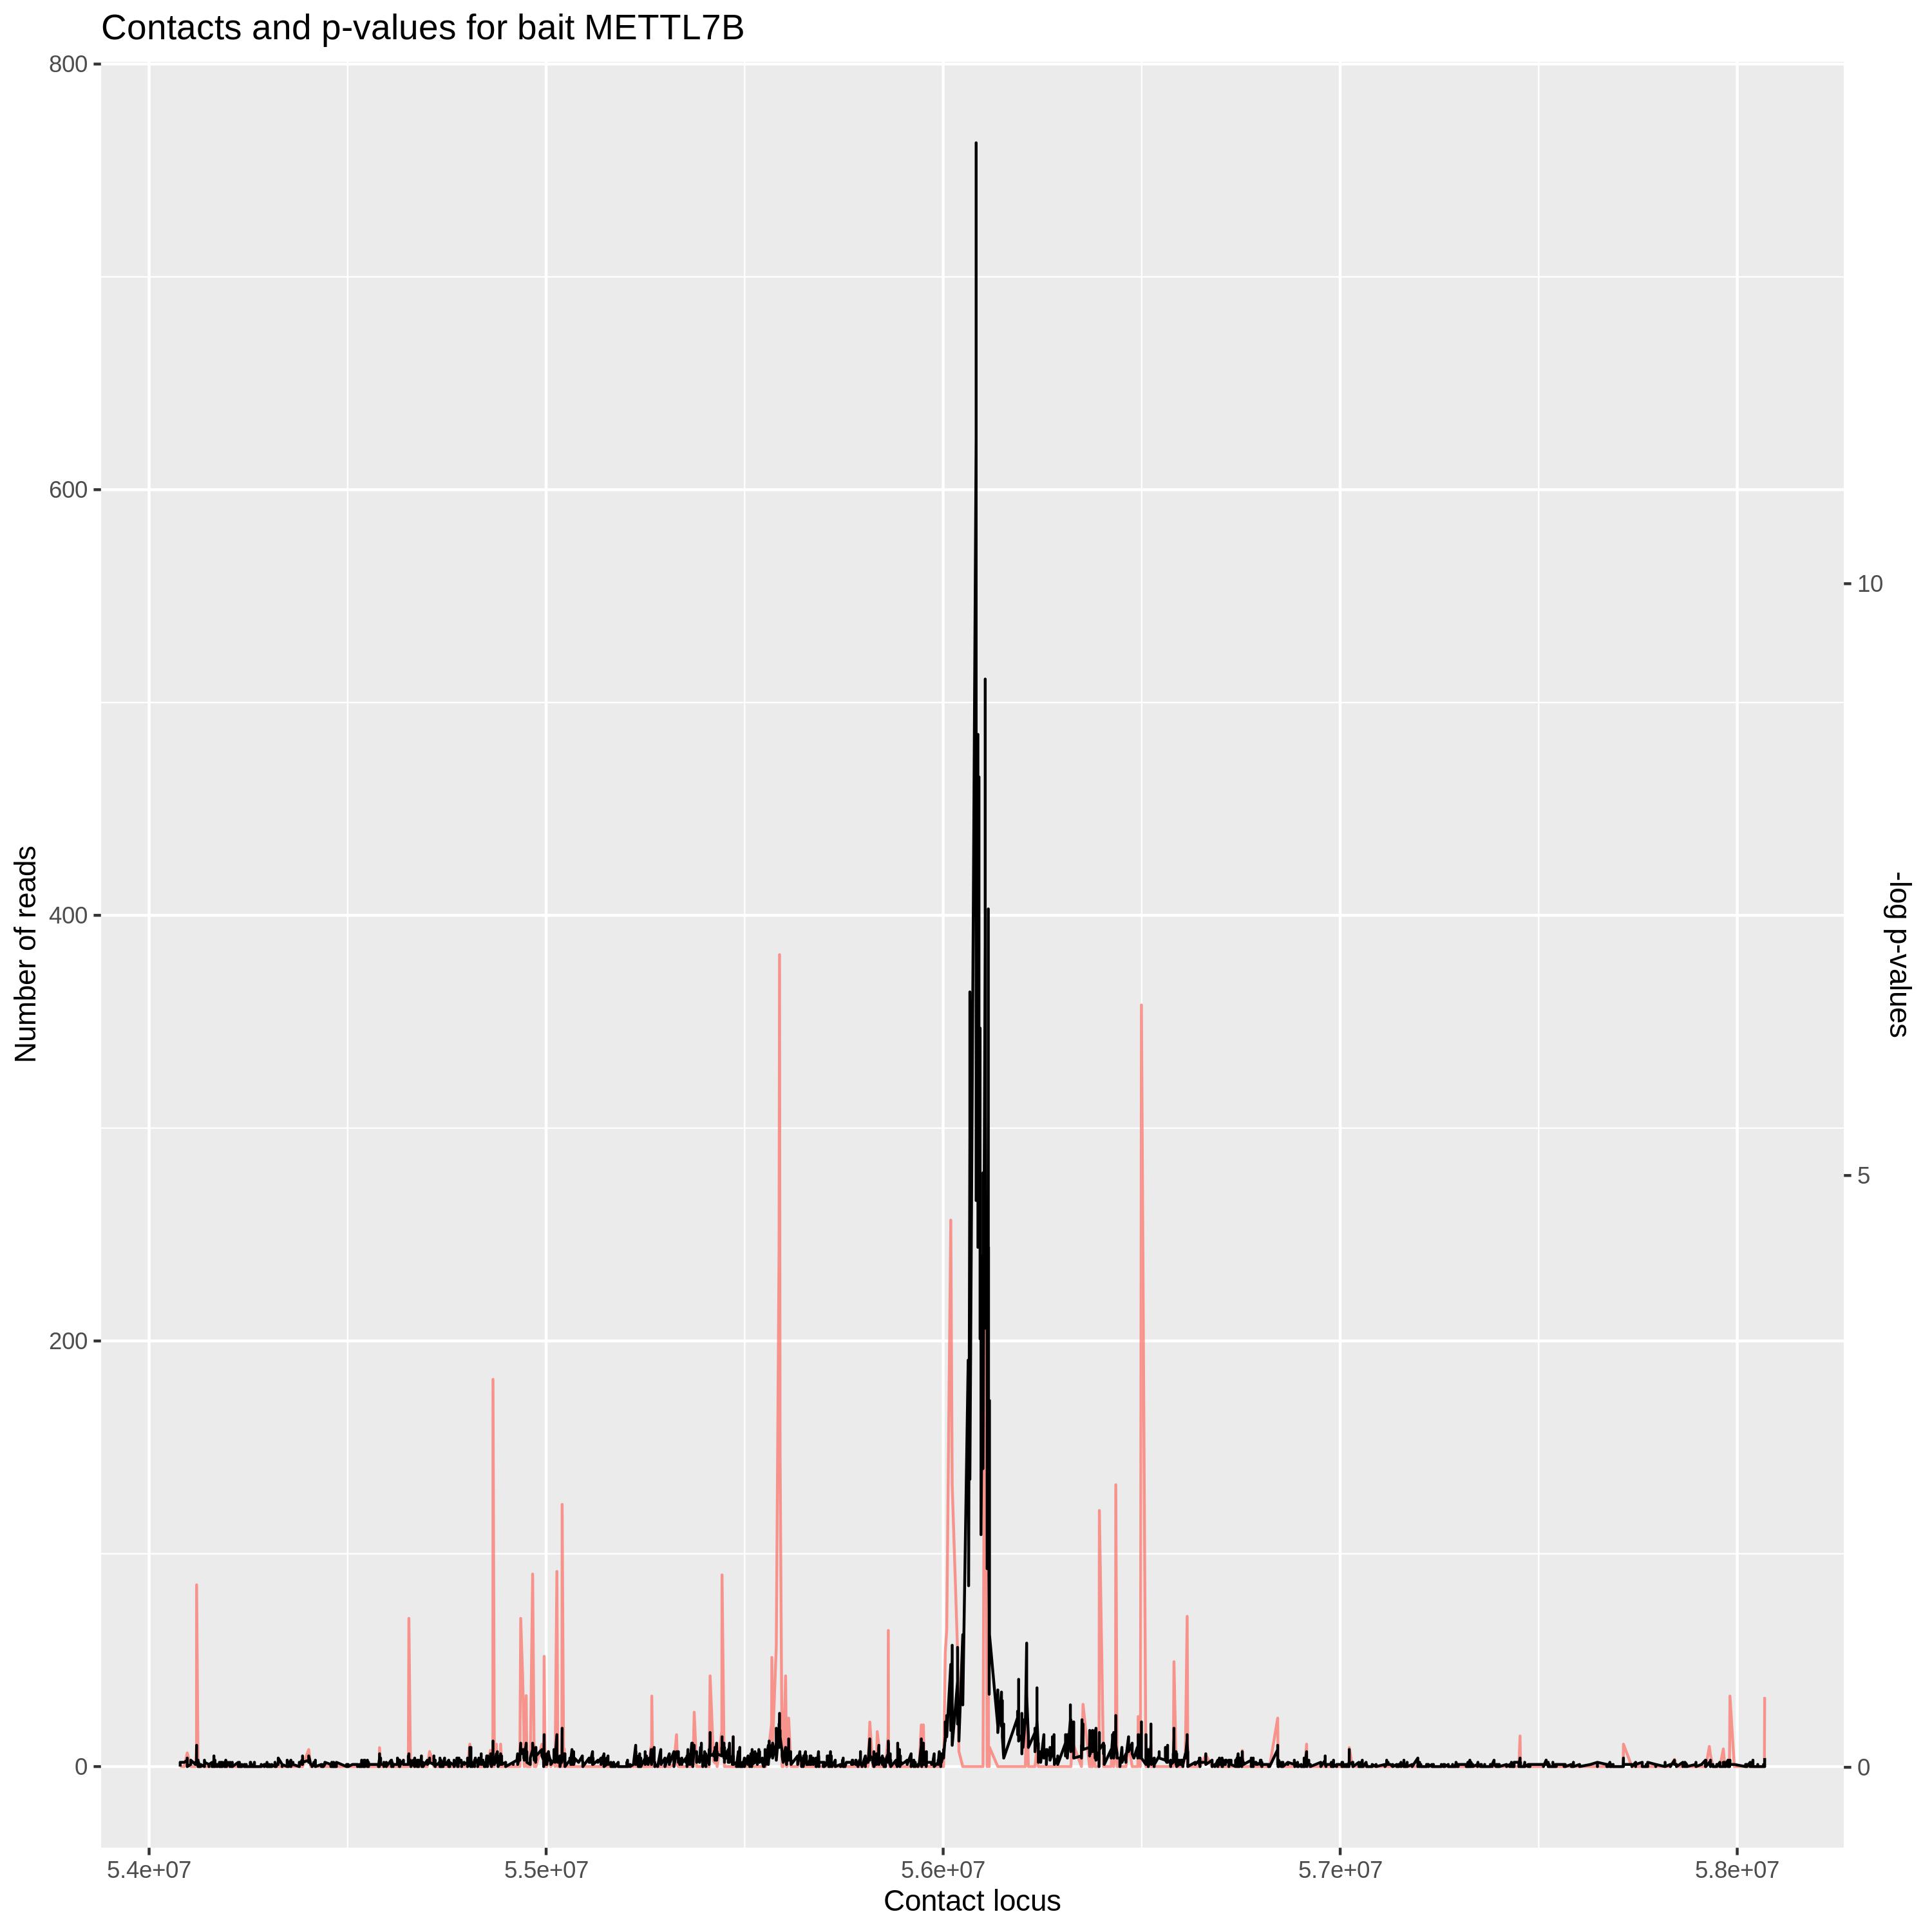 Contacts and p-values for bait METTL7B
800
600
400
200
0
Number of reads
10
5
0
-log p-values
5.4e+07 5.5e+07 5.6e+07 5.7e+07 5.8e+07
Contact locus